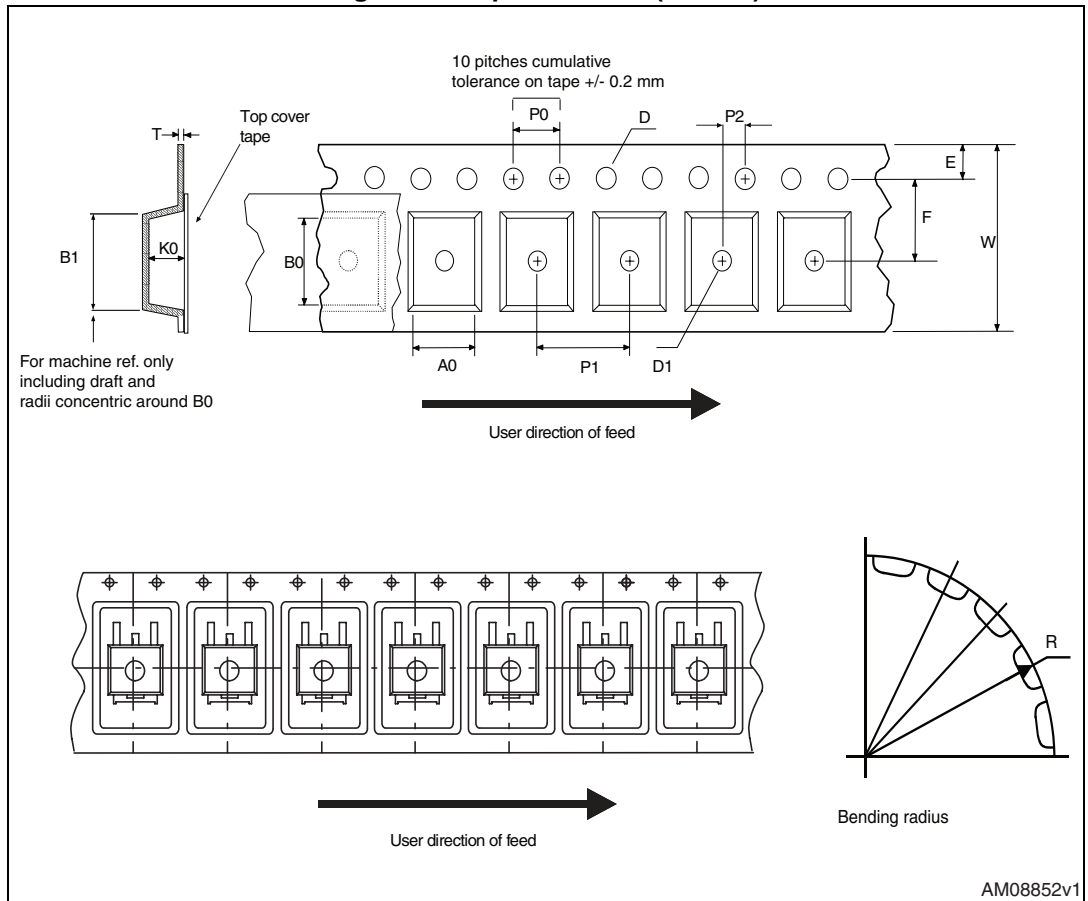 10 pitches cumulative
tolerance on tape +/- 0.2 mm
P0
D
P2
T
Top cover
tape
E
F
W
B1
K0
B0
For machine ref. only
including draft and
radii concentric around B0
A0
P1
D1
User direction of feed
R
User direction of feed
Bending radius
AM08852v1